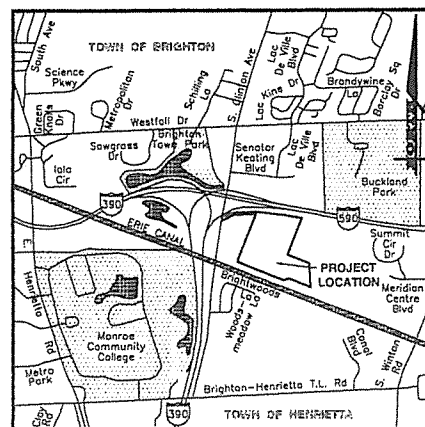 South Ave
TOWN OF BRIGHTON
Science
Pkwy
Green
Knolls
Dr
Metropolitan
Dr
Schilling
La
S. Clinton Ave
Lac
De Ville
Blvd
Lac Kine Dr
Brandywine
La
Barclay Sq
Dr
Westfall Dr
Sawgrass
Dr
Brighton
Town Park
Senator
Keating
Blvd
Lac
De Ville
Blvd
Buckland
Park
Iola
Cir
390
590
ERIE CANAL
Summit
Cir Dr
PROJECT
LOCATION
Meridian
Centre
Blvd
E. Henrietta Rd
Brightwoods
La
Woods
meadow La
Monroe
Community
College
Canal
Blvd
S. Winton Rd
Metro
Park
Brighton-Henrietta T.L. Rd
Clay Rd
390
TOWN OF HENRIETTA